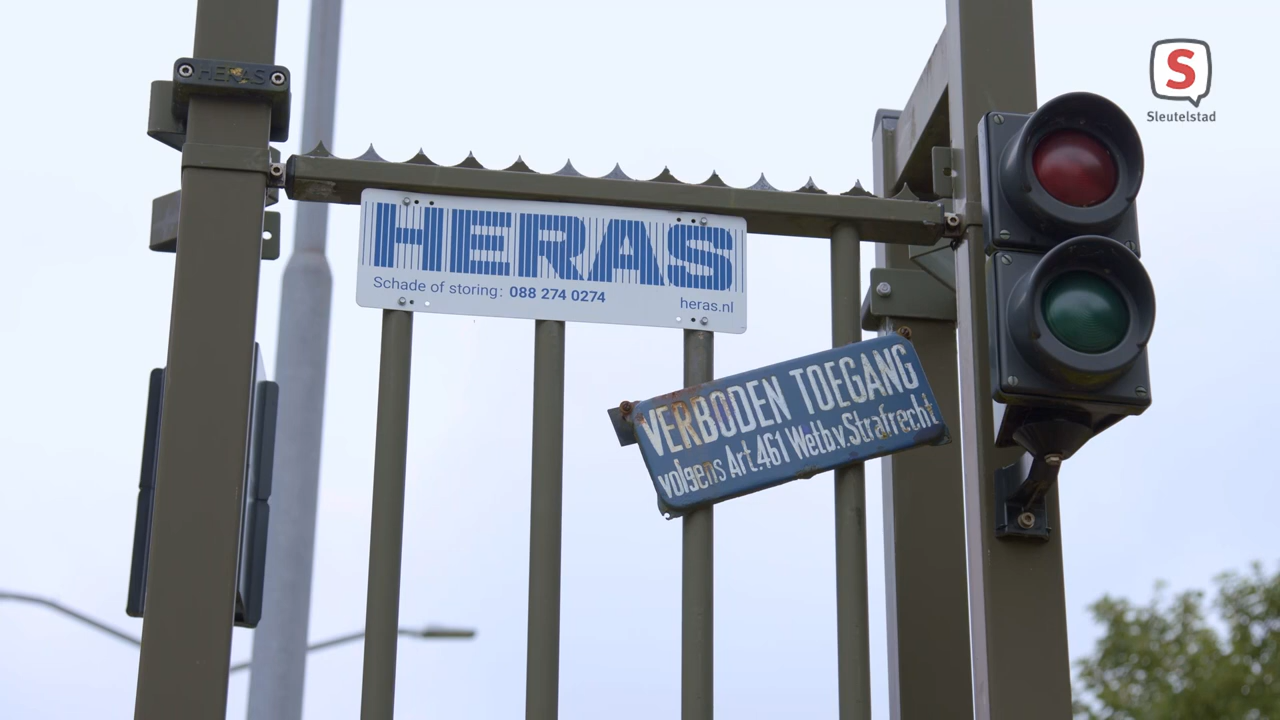 HERAS
S
Sleutelstad
HERAS
Schade of storing: 088 274 0274
heras.nl
VERBODEN TOEGANG
volgens Art.461 Wetb.v.Strafrecht